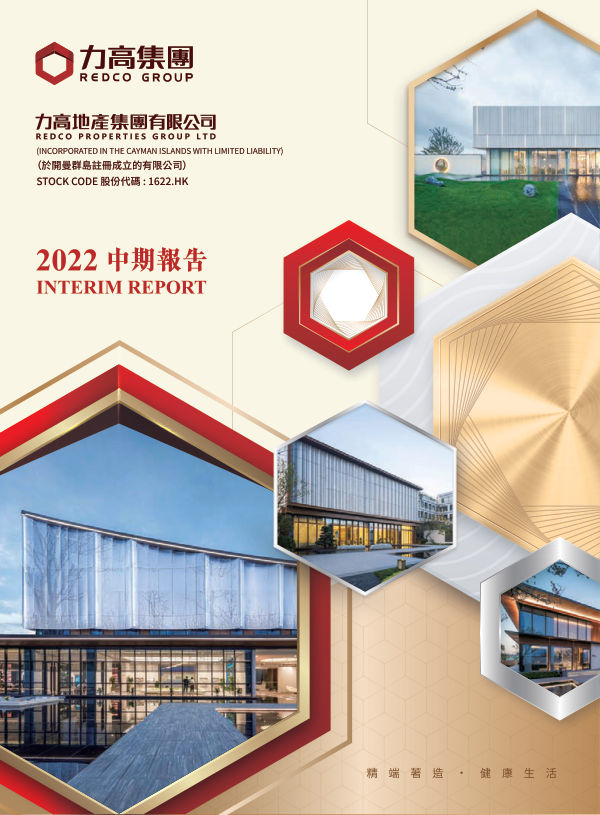 力高集團
REDCO GROUP
力高地產集團有限公司
REDCO PROPERTIES GROUP LTD
(INCORPORATED IN THE CAYMAN ISLANDS WITH LIMITED LIABILITY)
(於開曼群島註冊成立的有限公司)
STOCK CODE 股份代碼 : 1622.HK
2022 中期報告
INTERIM REPORT
精端著造 · 健康生活